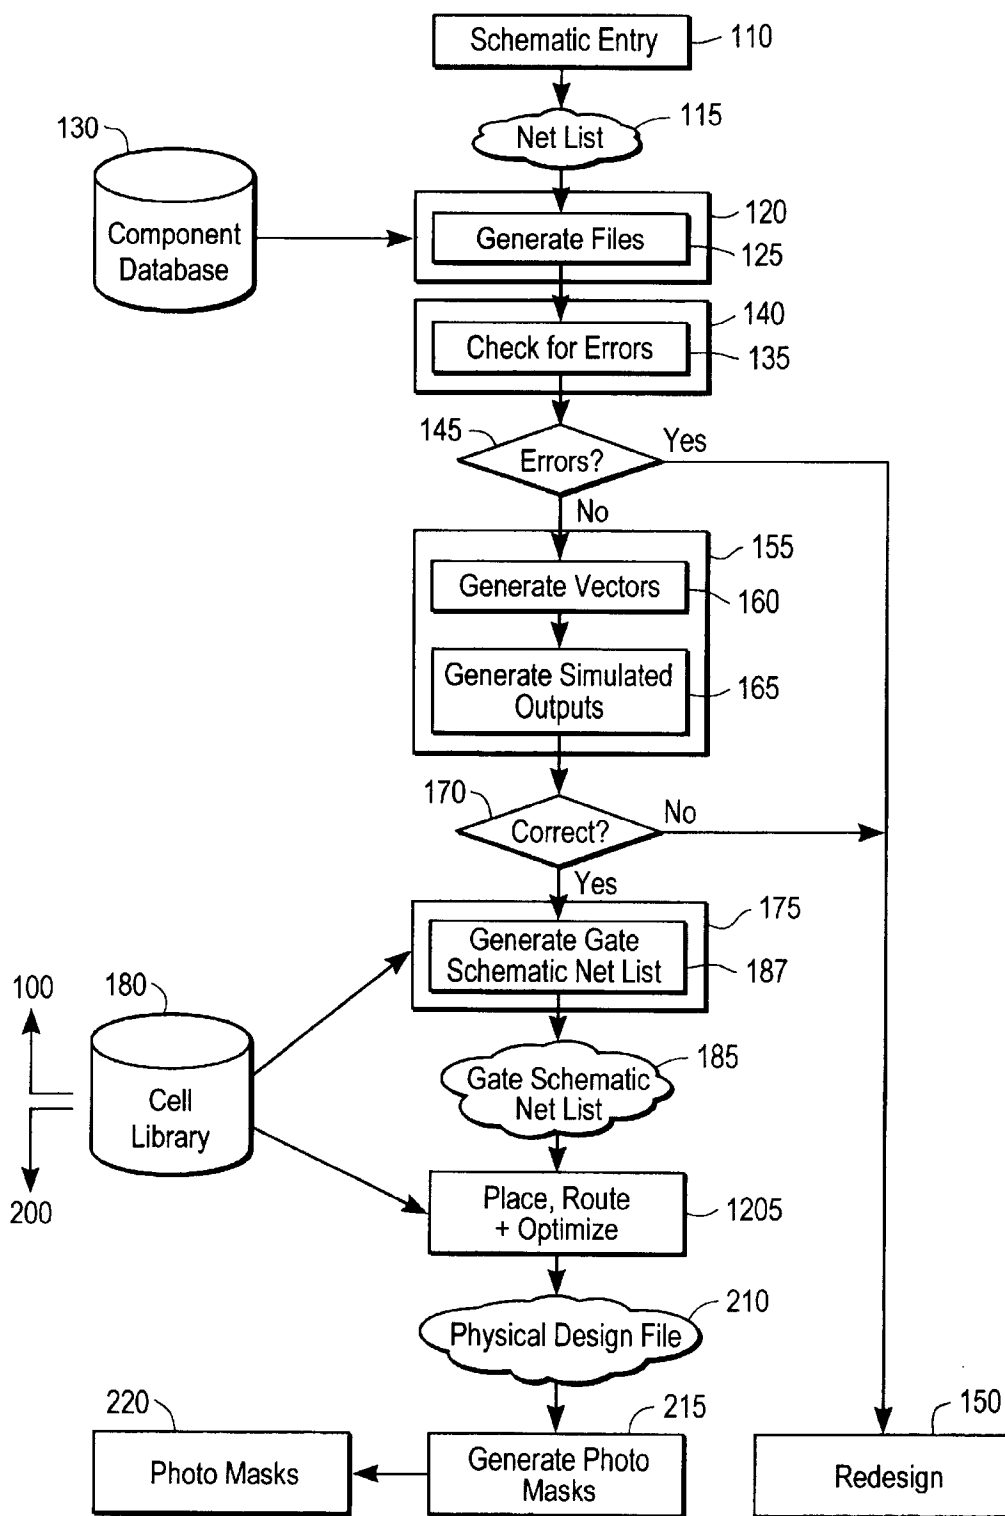 Schematic Entry
110
Net List
115
130
Component
Database
120
Generate Files
125
140
Check for Errors
135
145
Errors?
Yes
No
155
Generate Vectors
160
Generate Simulated
Outputs
165
170
Correct?
No
Yes
175
Generate Gate
Schematic Net List
187
100
180
Cell
Library
200
185
Gate Schematic
Net List
Place, Route
+ Optimize
1205
210
Physical Design File
220
Photo Masks
215
Generate Photo
Masks
150
Redesign